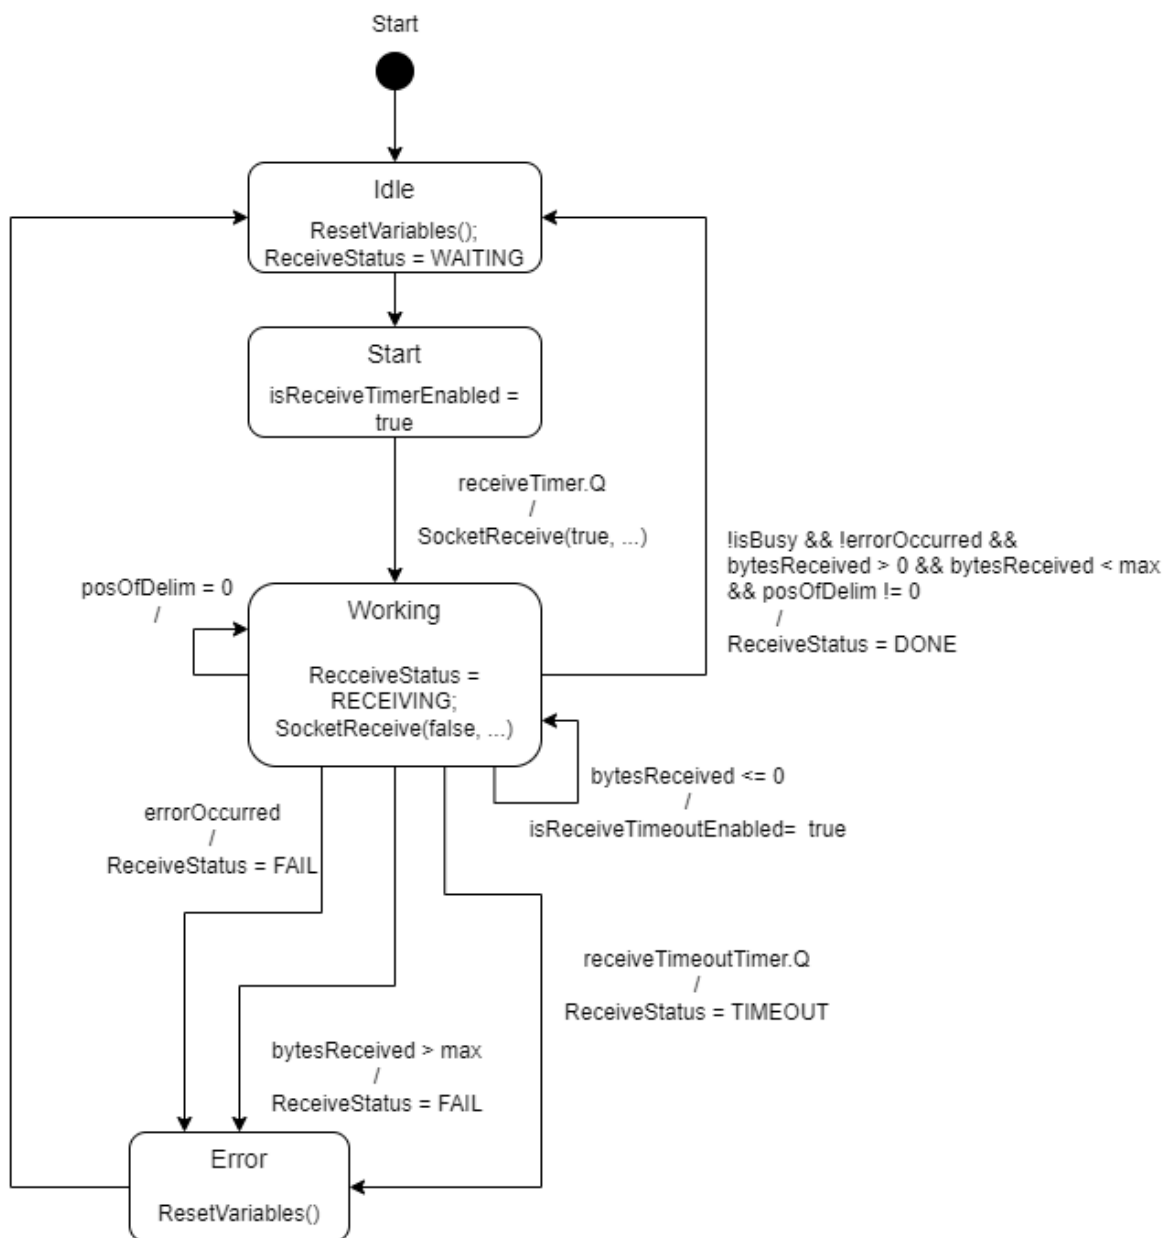 Start
Idle
ResetVariables();
ReceiveStatus = WAITING
Start
isReceiveTimerEnabled =
true
receiveTimer.Q
/
SocketReceive(true, ...)
!isBusy && !errorOccurred &&
bytesReceived > 0 && bytesReceived < max
&& posOfDelim != 0
/
ReceiveStatus = DONE
posOfDelim = 0
/
Working
RecceiveStatus =
RECEIVING;
SocketReceive(false, ...)
bytesReceived <= 0
/
isReceiveTimeoutEnabled=  true
errorOccurred
/
ReceiveStatus = FAIL
receiveTimeoutTimer.Q
/
ReceiveStatus = TIMEOUT
bytesReceived > max
/
ReceiveStatus = FAIL
Error
ResetVariables()